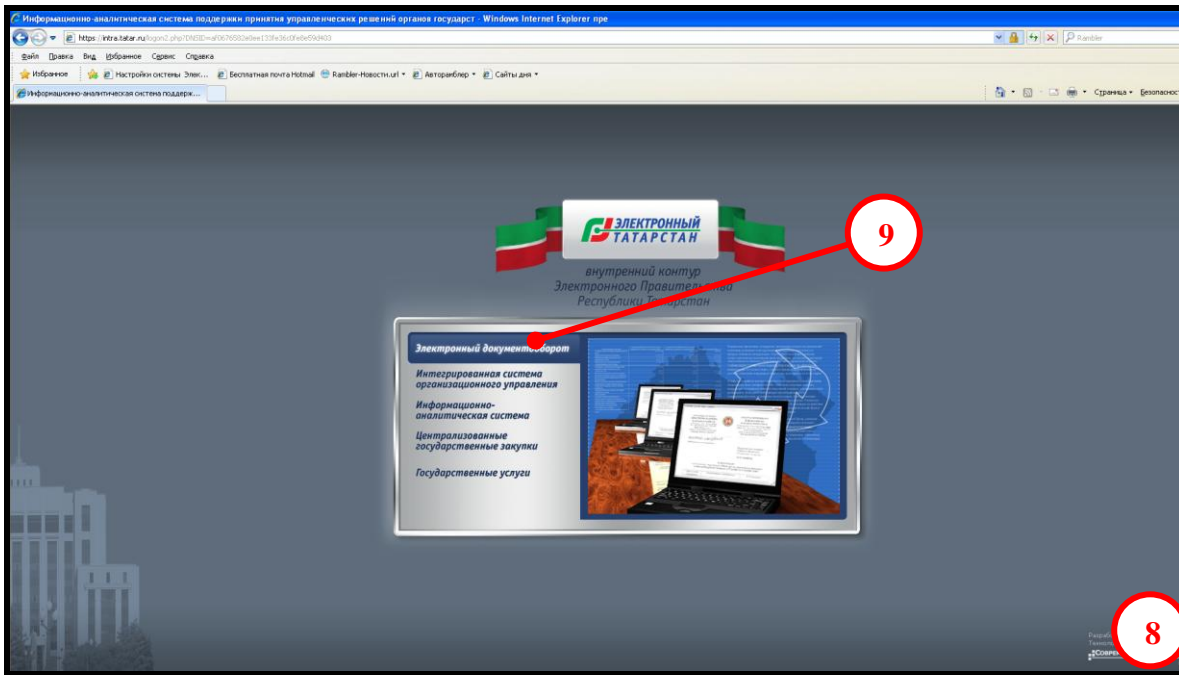 Информационно-аналитическая система поддержки принятия управленческих решений органов государст - Windows Internet Explorer пре
https://intra.tatar.ru/logon2.php?DNSID=
Rambler
Файл Правка Вид Избранное Сервис Справка
Избранное Настройки системы Элек... Бесплатная почта Hotmail Rambler-Новости.url Авторамблер Сайты дня
Информационно-аналитическая система поддерж...
Страница Безопасност
ЭЛЕКТРОННЫЙ
ТАТАРСТАН
9
внутренний контур
Электронного Правительства
Республики Татарстан
Электронный документооборот
Интегрированная система
организационного управления
Информационно-
аналитическая система
Централизованные
государственные закупки
Государственные услуги
8